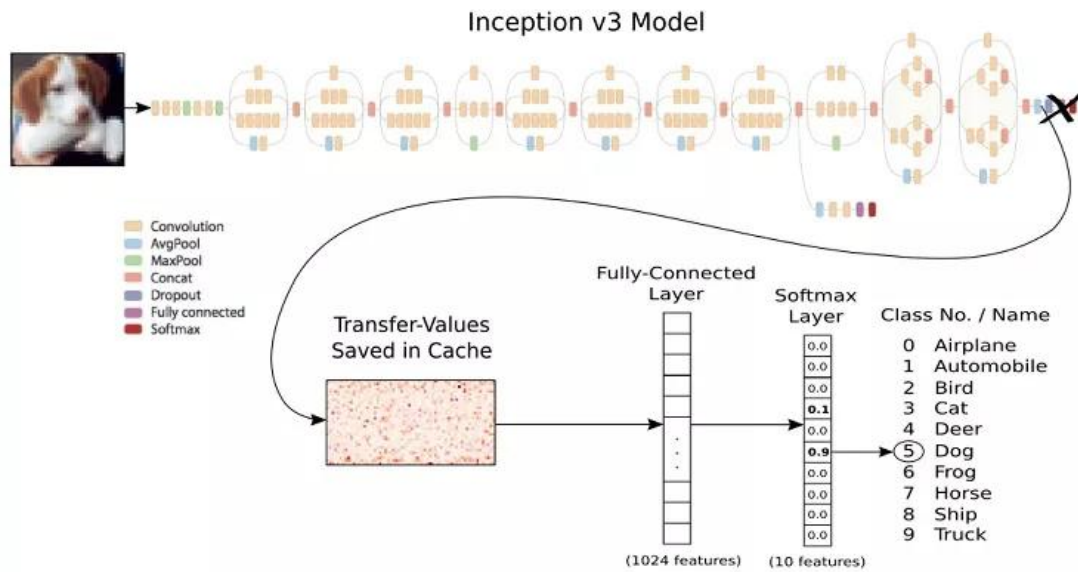 Inception v3 Model
Convolution
AvgPool
MaxPool
Concat
Dropout
Fully connected
Softmax
Transfer-Values
Saved in Cache
Fully-Connected
Layer
(1024 features)
Softmax
Layer
0.0
0.0
0.0
0.1
0.0
0.9
0.0
0.0
0.0
0.0
(10 features)
Class No. / Name
0 Airplane
1 Automobile
2 Bird
3 Cat
4 Deer
5 Dog
6 Frog
7 Horse
8 Ship
9 Truck